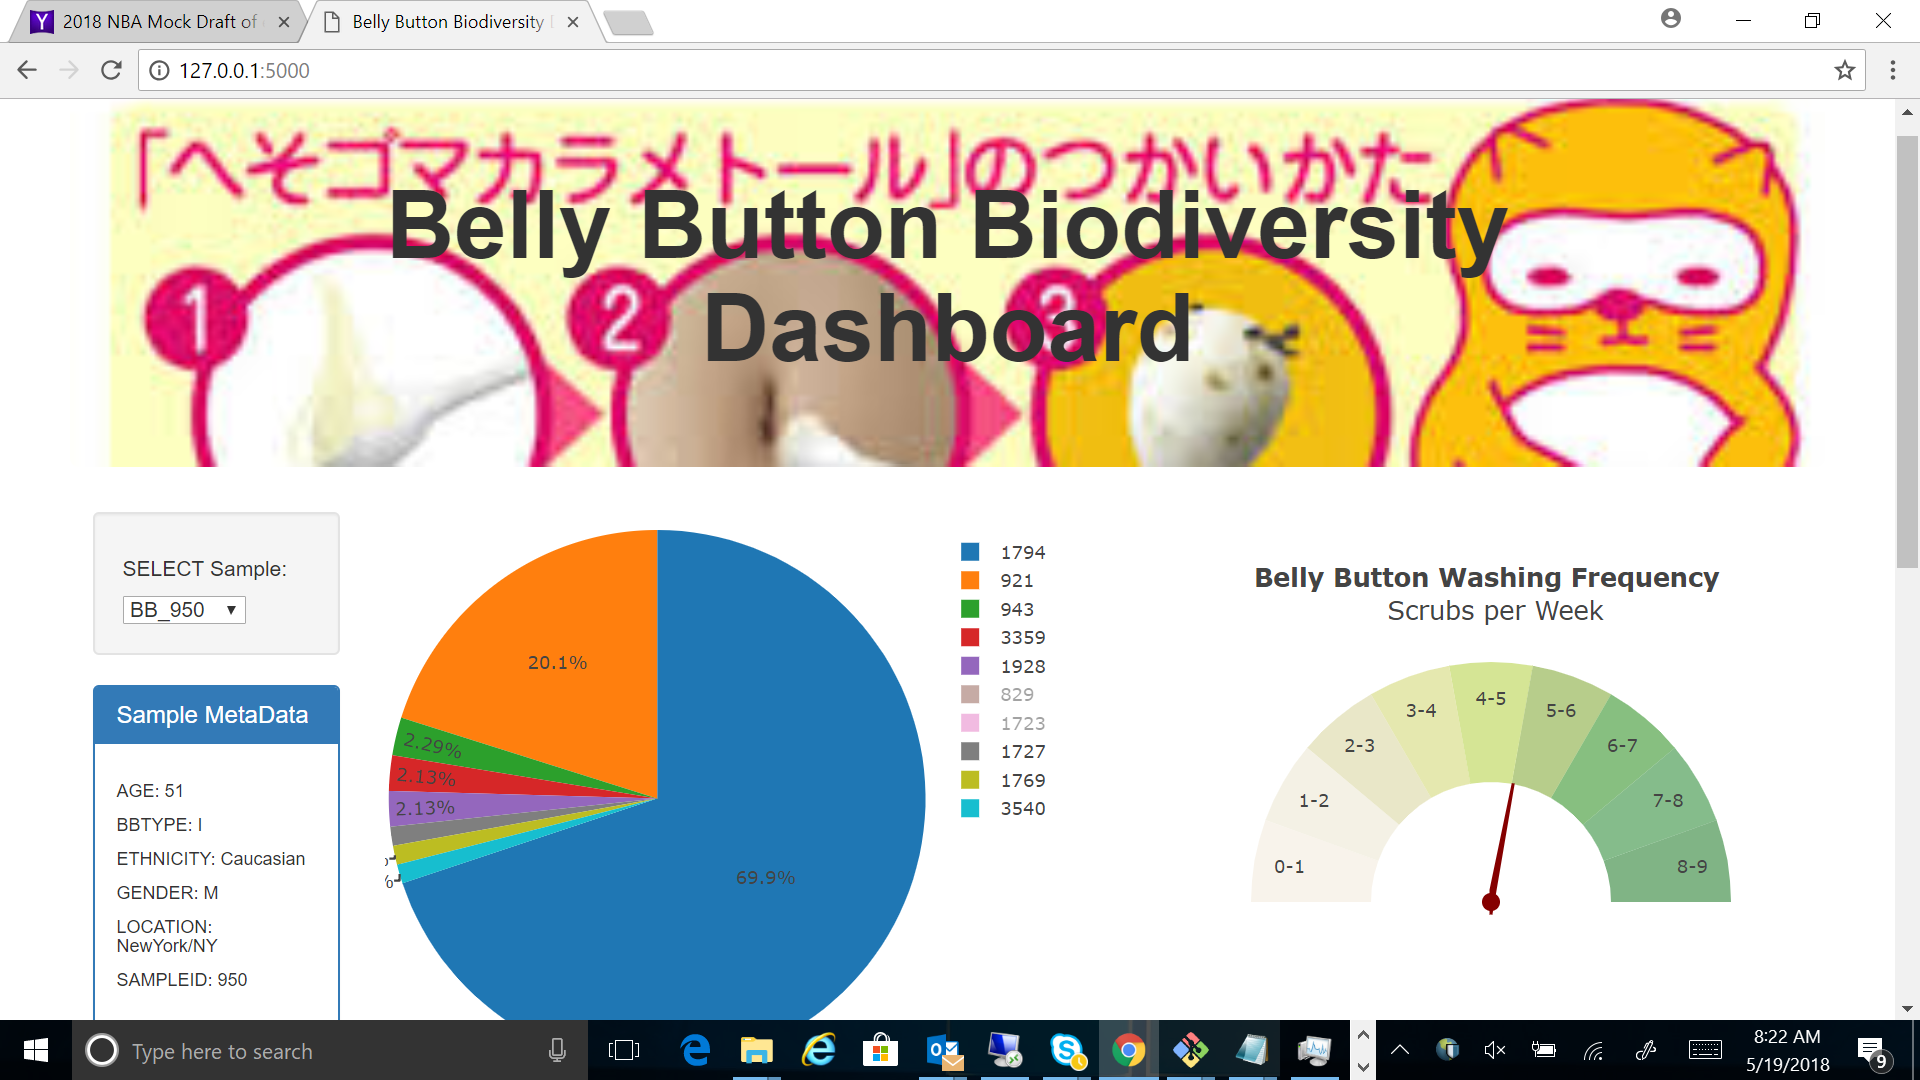 2018 NBA Mock Draft of
Belly Button Biodiversity
127.0.0.1:5000
「へそゴマカラメトール」のつかいかた
Belly Button Biodiversity
Dashboard
1
2
3
SELECT Sample:
BB_950
Sample MetaData
AGE: 51
BBTYPE: I
ETHNICITY: Caucasian
GENDER: M
LOCATION:
NewYork/NY
SAMPLEID: 950
20.1%
2.29%
2.13%
2.13%
%
69.9%
1794
921
943
3359
1928
829
1723
1727
1769
3540
Belly Button Washing Frequency
Scrubs per Week
0-1
1-2
2-3
3-4
4-5
5-6
6-7
7-8
8-9
Type here to search
8:22 AM
5/19/2018
9